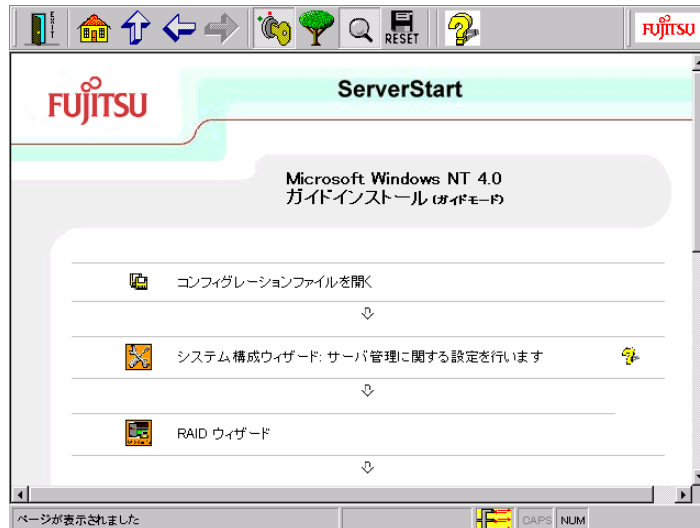 EXIT
RESET
FUJITSU
FUJITSU
ServerStart
Microsoft Windows NT 4.0
ガイドインストール (ガイドモード)
コンフィグレーションファイルを開く
システム構成ウィザード: サーバ管理に関する設定を行います
RAID ウィザード
ページが表示されました
CAPS NUM